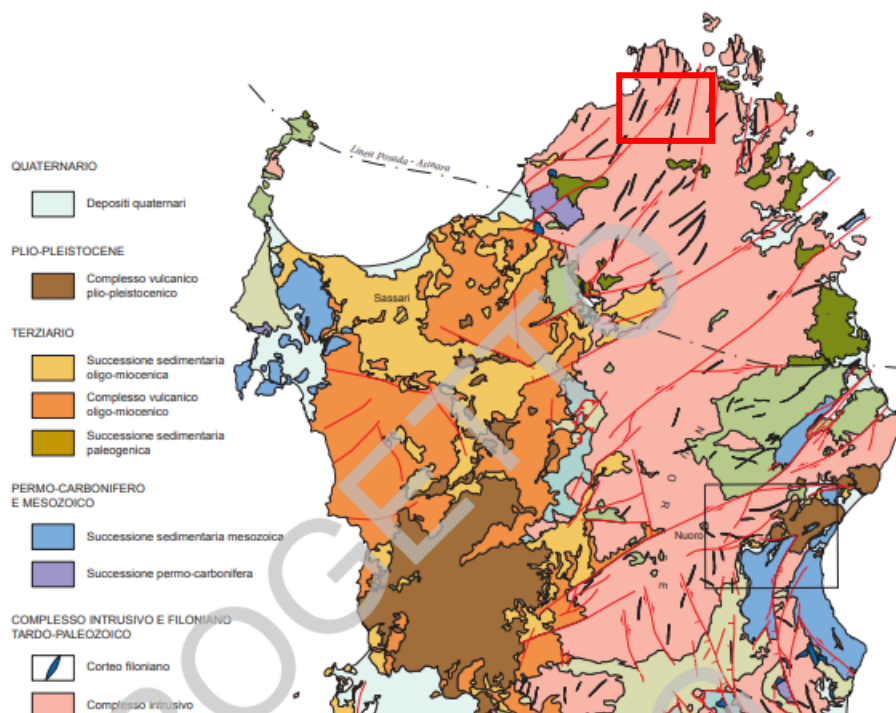 QUATERNARIO
Depositi quaternari
PLIO-PLEISTOCENE
Complesso vulcanico
plio-pleistocenico
TERZIARIO
Successione sedimentaria
oligo-miocenica
Complesso vulcanico
oligo-miocenico
Successione sedimentaria
paleogenica
PERMO-CARBONIFERO
E MESOZOICO
Successione sedimentaria mesozoica
Successione permo-carbonifera
COMPLESSO INTRUSIVO E FILONIANO
TARDO-PALEOZOICO
Corteo filoniano
Complesso intrusivo
Linea Posada - Asinara
Sassari
N
O
R
E
Nuoro
PROGETTO